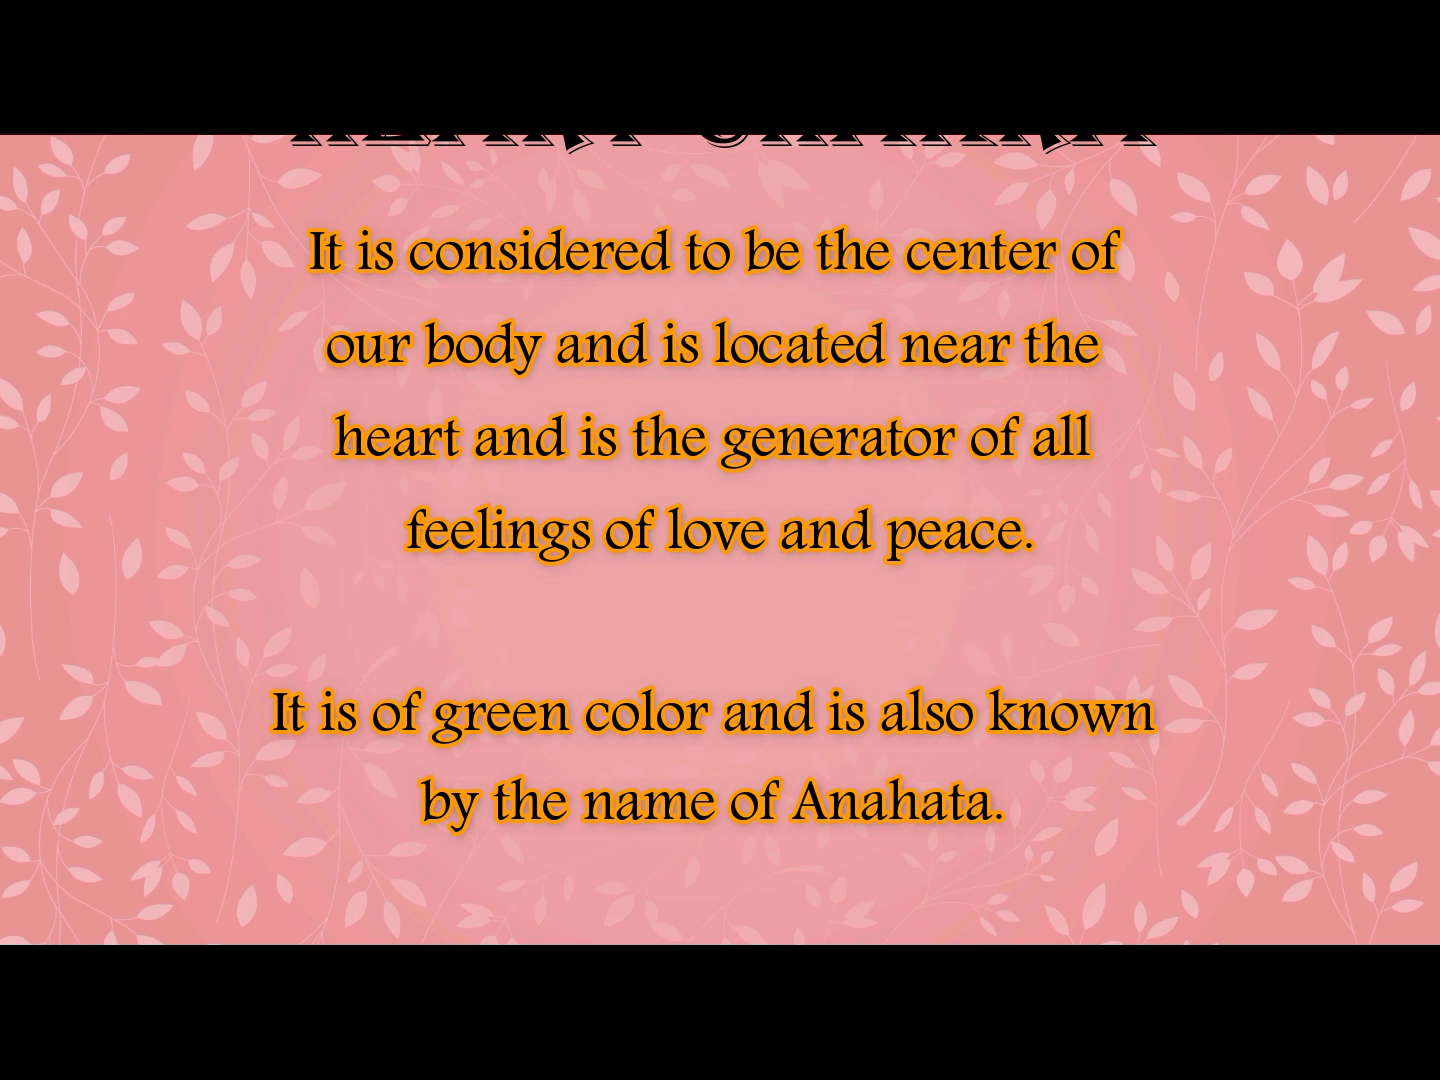 It is considered to be the center of
our body and is located near the
heart and is the generator of all
feelings of love and peace.
It is of green color and is also known
by the name of Anahata.